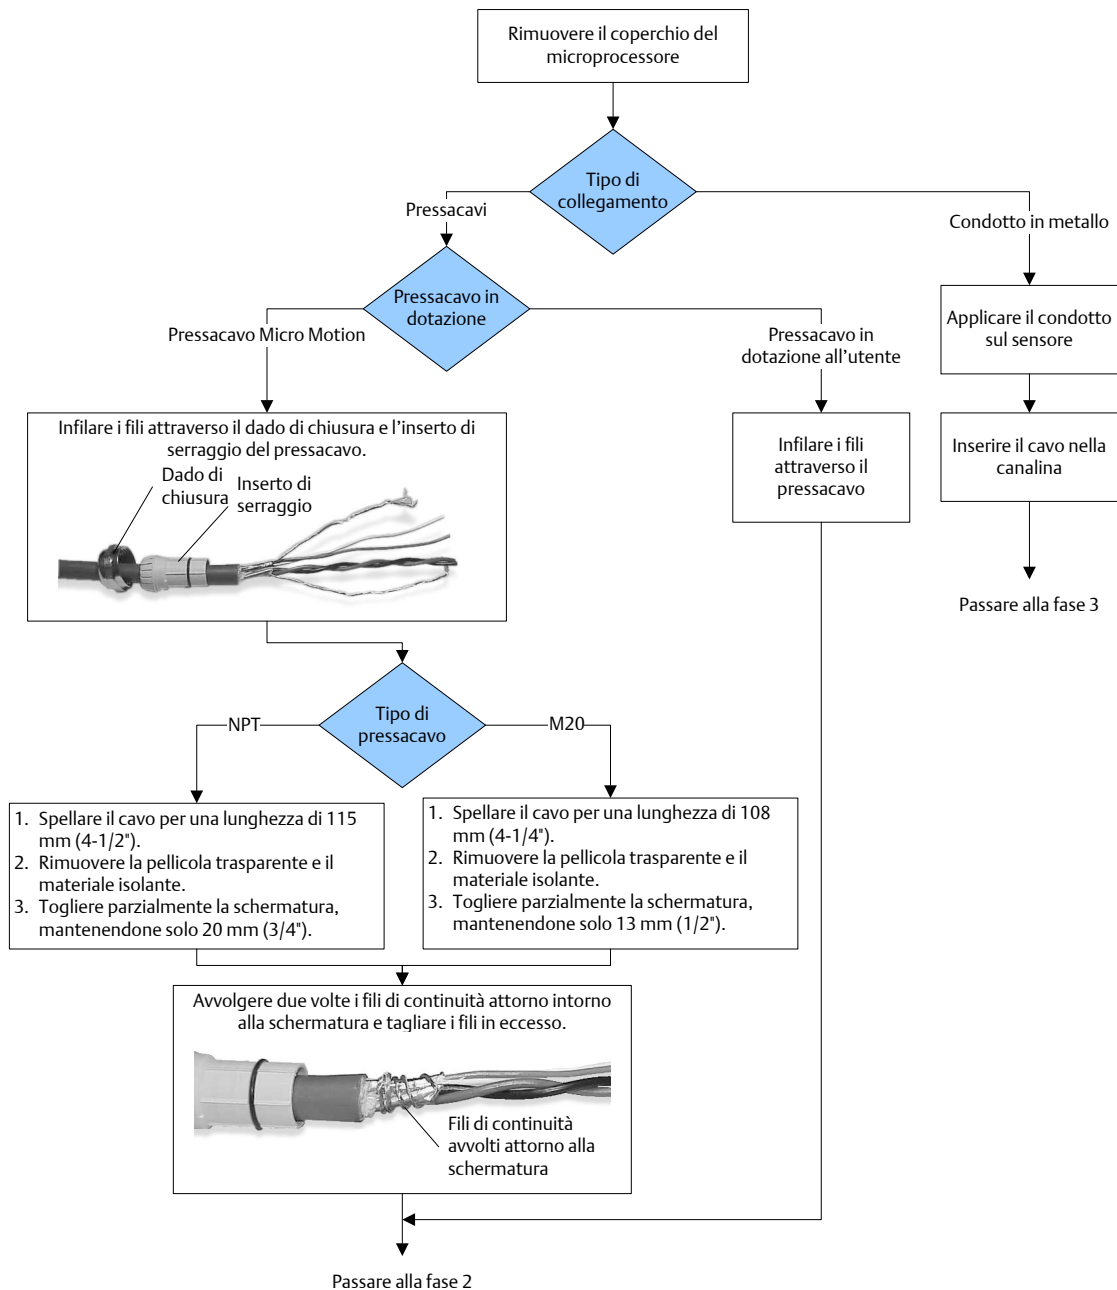 Rimuovere il coperchio del
microprocessore
Tipo di
collegamento
Pressacavi
Condotto in metallo
Pressacavo in
dotazione
Pressacavo Micro Motion
Pressacavo in
dotazione all'utente
Applicare il condotto
sul sensore
Inserire il cavo nella
canalina
Passare alla fase 3
Infilare i fili attraverso il dado di chiusura e l'inserto di
serraggio del pressacavo.
Dado di
chiusura
Inserto di
serraggio
Infilare i fili
attraverso il
pressacavo
Tipo di
pressacavo
NPT
M20
1. Spellare il cavo per una lunghezza di 115
mm (4-1/2").
2. Rimuovere la pellicola trasparente e il
materiale isolante.
3. Togliere parzialmente la schermatura,
mantenendone solo 20 mm (3/4").
1. Spellare il cavo per una lunghezza di 108
mm (4-1/4").
2. Rimuovere la pellicola trasparente e il
materiale isolante.
3. Togliere parzialmente la schermatura,
mantenendone solo 13 mm (1/2").
Avvolgere due volte i fili di continuità attorno intorno
alla schermatura e tagliare i fili in eccesso.
Fili di continuità
avvolti attorno alla
schermatura
Passare alla fase 2